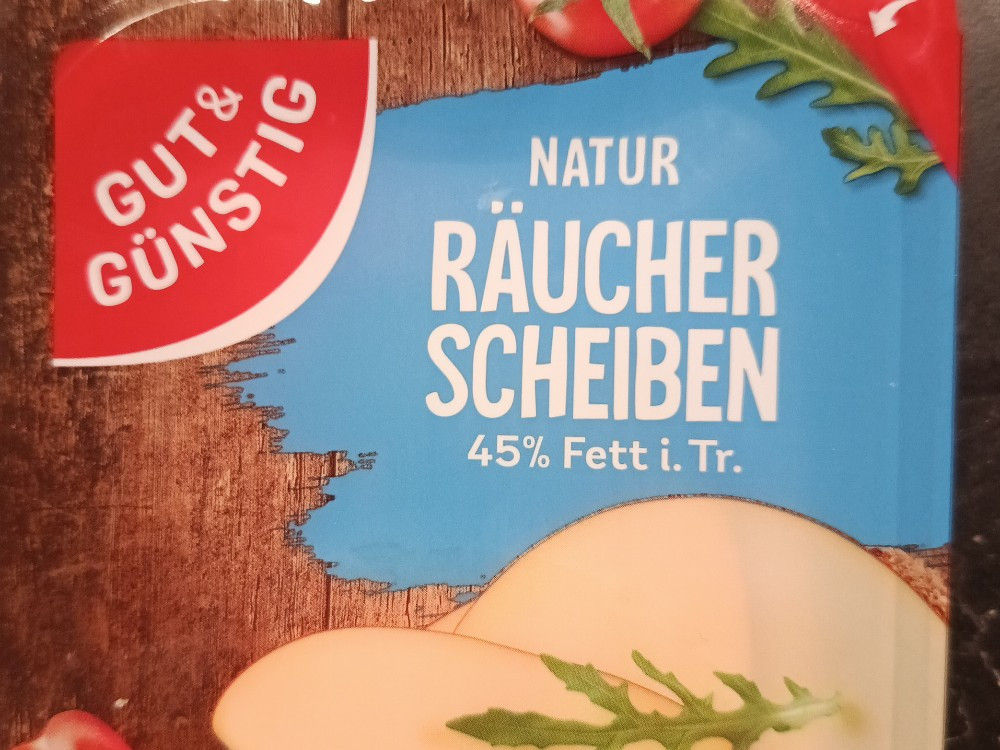 GUT &
GÜNSTIG
NATUR
RÄUCHER
SCHEIBEN
45% Fett i. Tr.